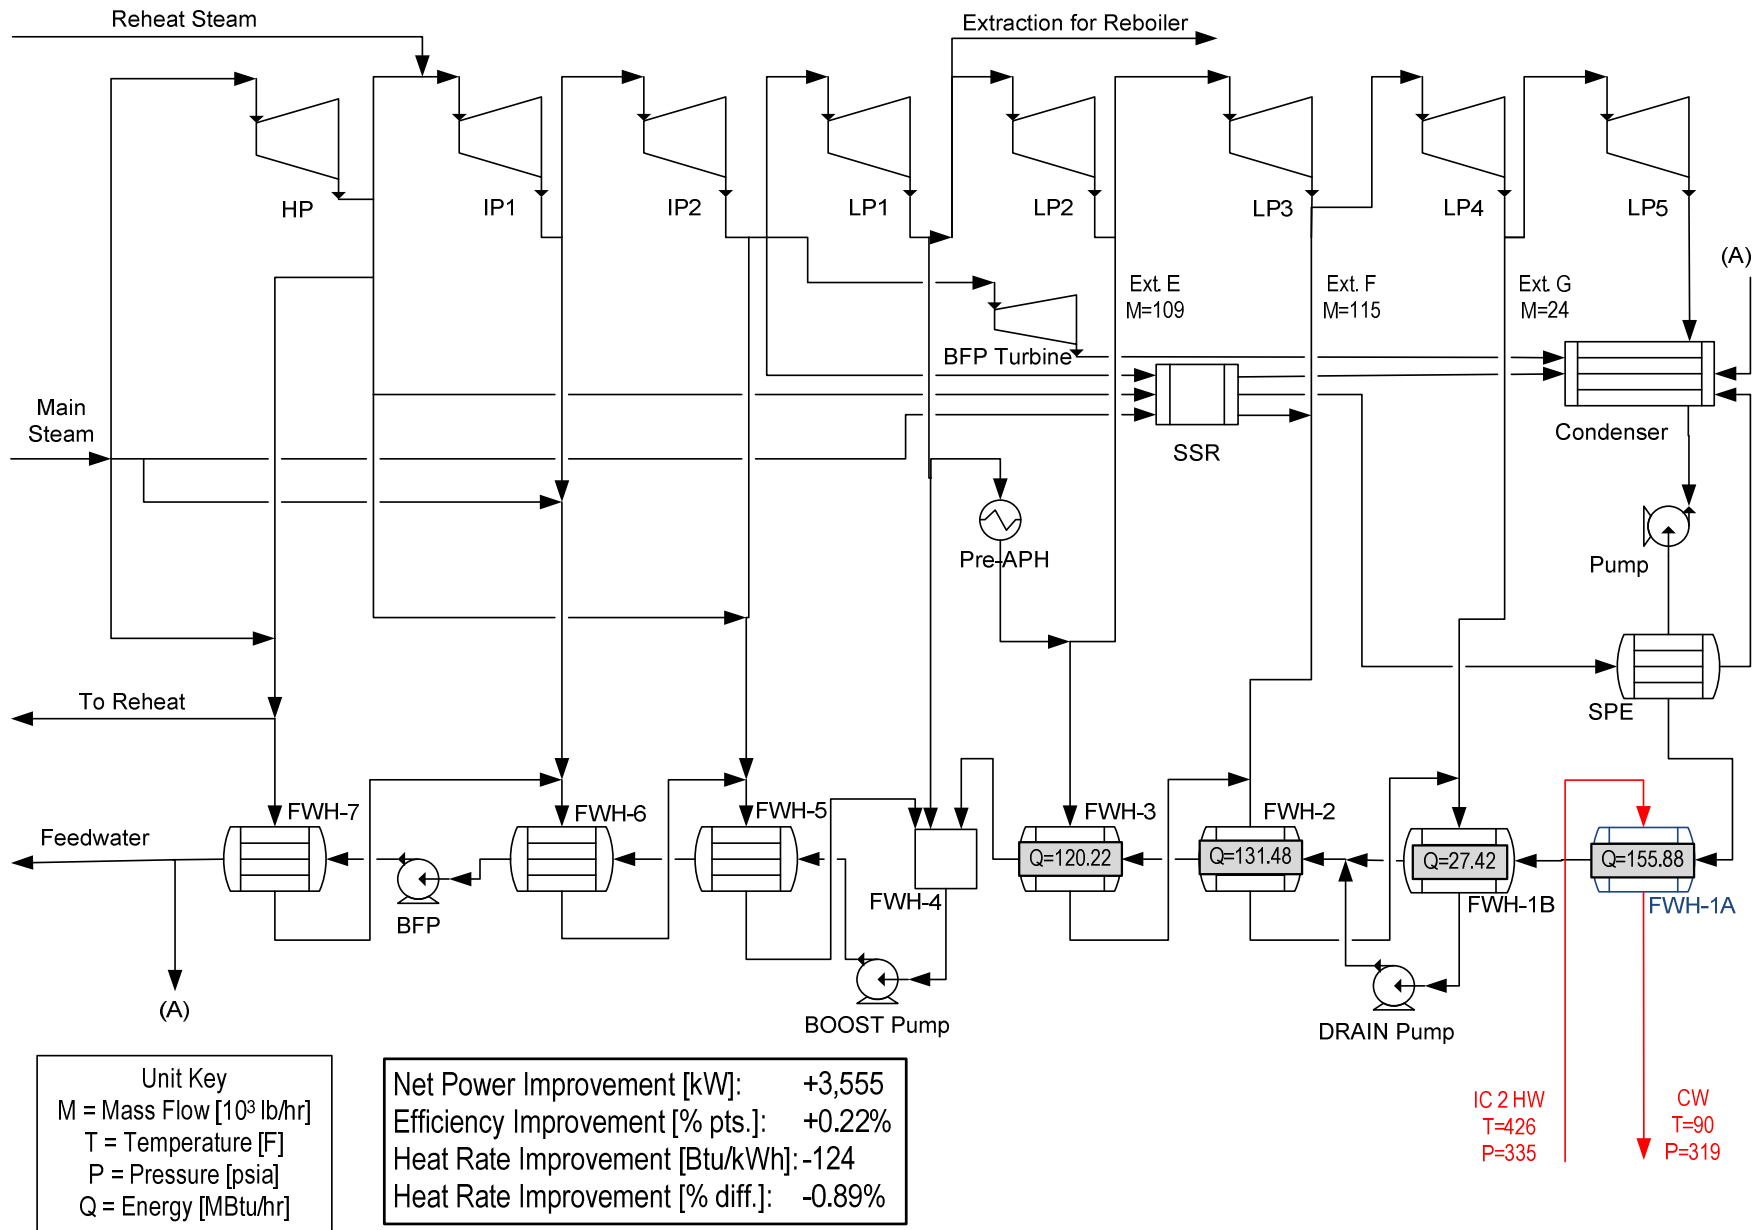 Reheat Steam
Extraction for Reboiler
HP
IP1
IP2
LP1
LP2
LP3
LP4
LP5
(A)
Ext. E
M=109
Ext. F
M=115
Ext. G
M=24
BFP Turbine
Main
Steam
SSR
Condenser
Pre-APH
Pump
To Reheat
SPE
FWH-7
FWH-6
FWH-5
FWH-3
FWH-2
Feedwater
Q=120.22
Q=131.48
Q=27.42
Q=155.88
FWH-4
FWH-1B
FWH-1A
BFP
(A)
BOOST Pump
DRAIN Pump
Unit Key
M = Mass Flow [10³ lb/hr]
T = Temperature [F]
P = Pressure [psia]
Q = Energy [MBtu/hr]
Net Power Improvement [kW]: +3,555
Efficiency Improvement [% pts.]: +0.22%
Heat Rate Improvement [Btu/kWh]: -124
Heat Rate Improvement [% diff.]: -0.89%
IC 2 HW
T=426
P=335
CW
T=90
P=319